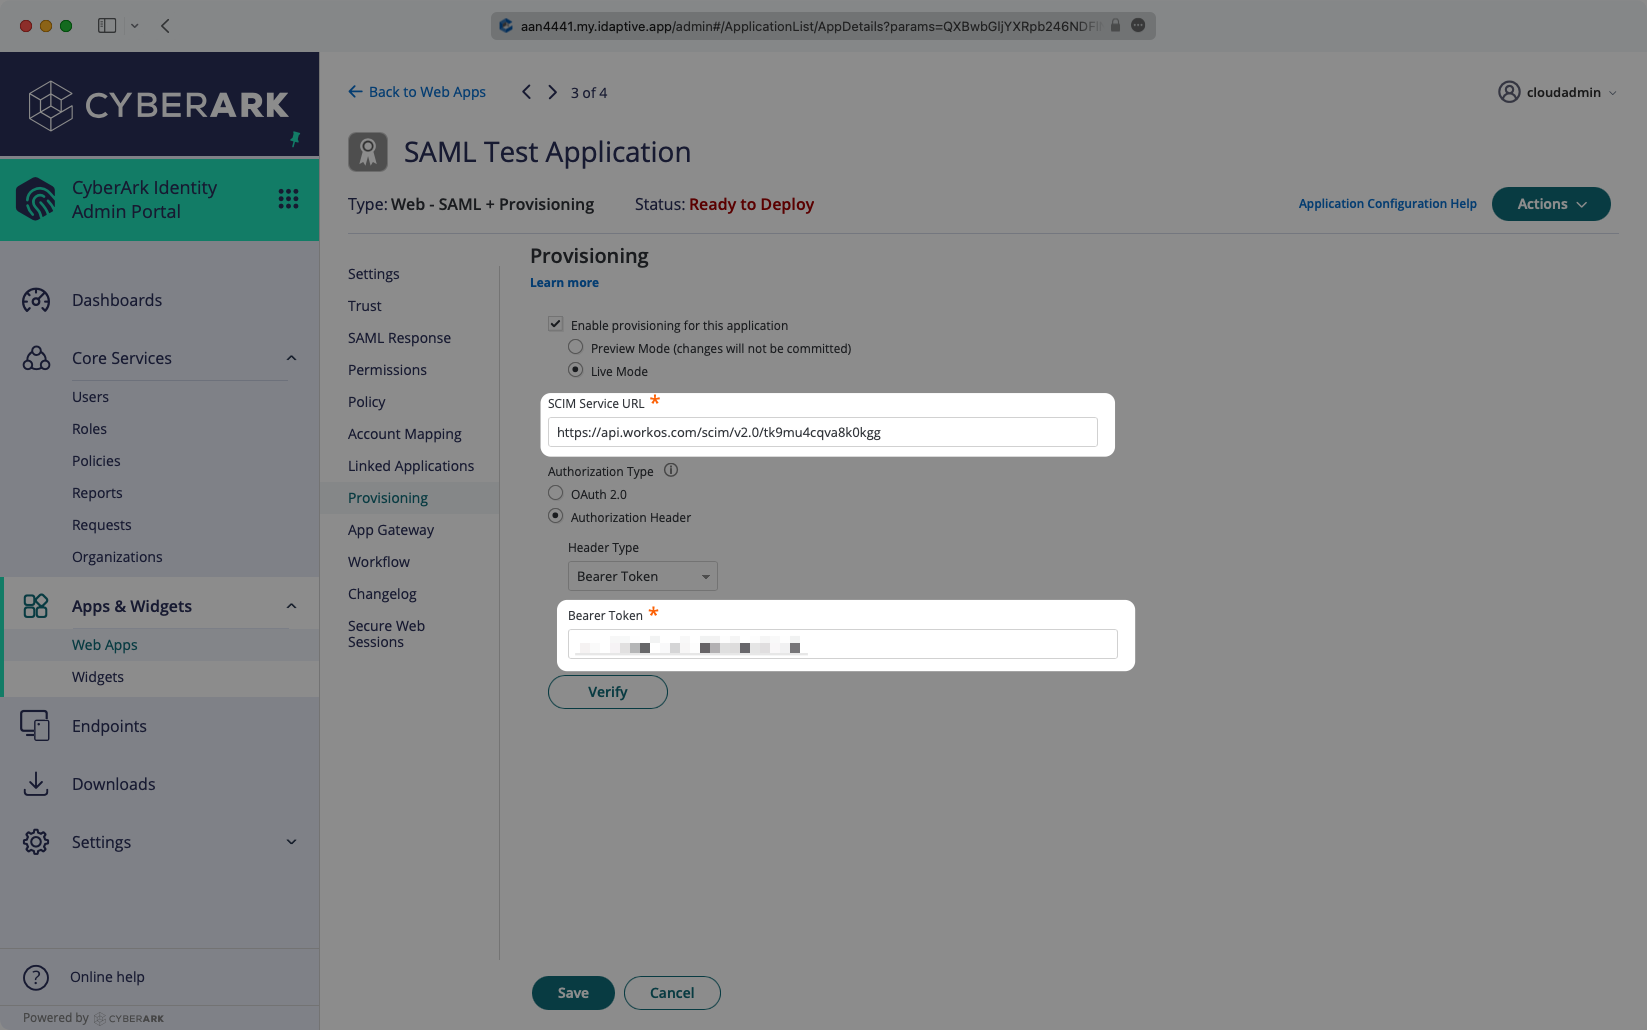 aan4441.my.idaptive.app/admin#/ApplicationList/AppDetails?params=QXBwbGljYXRpb246NDFl
CYBERARK
CyberArk Identity
Admin Portal
Dashboards
Core Services
Users
Roles
Policies
Reports
Requests
Organizations
Apps & Widgets
Web Apps
Widgets
Endpoints
Downloads
Settings
Online help
Powered by CYBERARK
Back to Web Apps
3 of 4
cloudadmin
SAML Test Application
Type: Web - SAML + Provisioning
Status: Ready to Deploy
Application Configuration Help
Actions
Settings
Trust
SAML Response
Permissions
Policy
Account Mapping
Linked Applications
Provisioning
App Gateway
Workflow
Changelog
Secure Web
Sessions
Provisioning
Learn more
Enable provisioning for this application
Preview Mode (changes will not be committed)
Live Mode
SCIM Service URL *
https://api.workos.com/scim/v2.0/tk9mu4cqva8k0kgg
Authorization Type
OAuth 2.0
Authorization Header
Header Type
Bearer Token
Bearer Token *
Verify
Save
Cancel